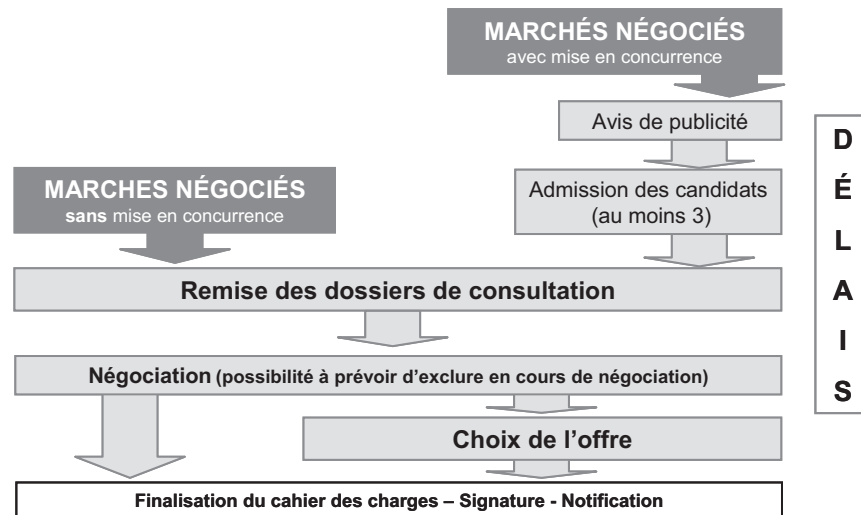 MARCHÉS NÉGOCIÉS
avec mise en concurrence
Avis de publicité
MARCHES NÉGOCIÉS
sans mise en concurrence
Admission des candidats
(au moins 3)
Remise des dossiers de consultation
Négociation (possibilité à prévoir d’exclure en cours de négociation)
Choix de l’offre
Finalisation du cahier des charges – Signature - Notification
D
É
L
A
I
S